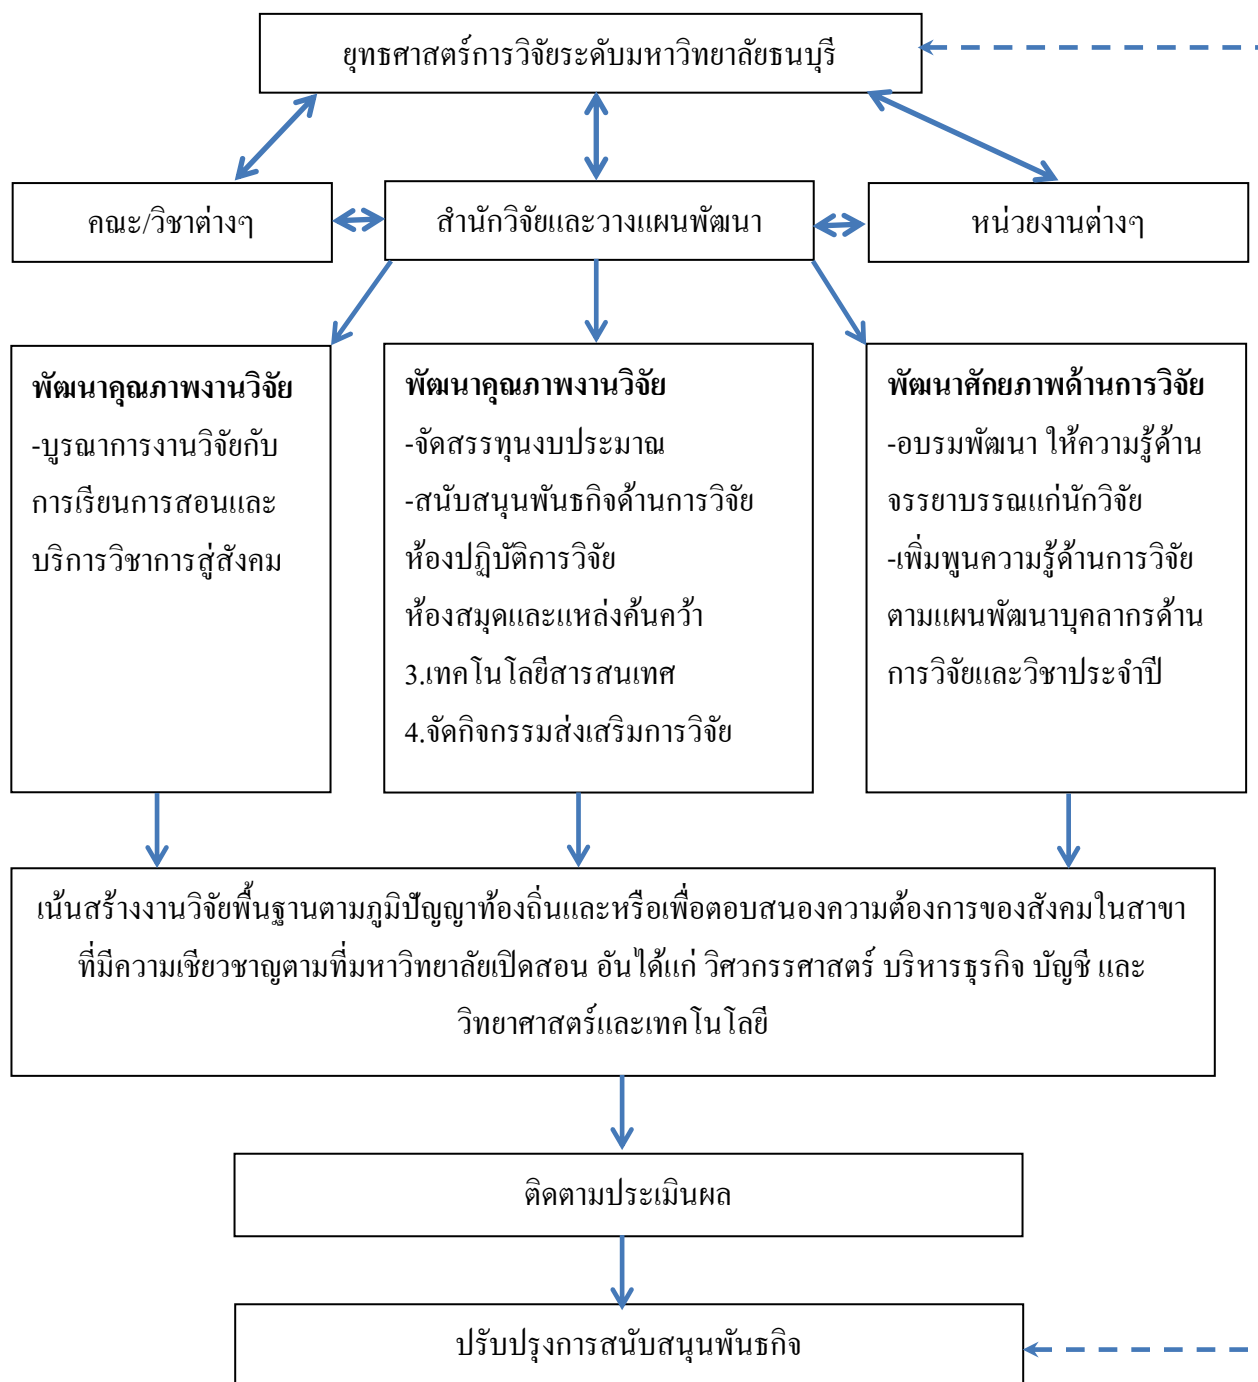 ยุทธศาสตร์การวิจัยระดับมหาวิทยาลัยธนบุรี
คณะ/วิชาต่างๆ
สำนักวิจัยและวางแผนพัฒนา
หน่วยงานต่างๆ
พัฒนาคุณภาพงานวิจัย
-บูรณาการงานวิจัยกับ
การเรียนการสอนและ
บริการวิชาการสู่สังคม
พัฒนาคุณภาพงานวิจัย
-จัดสรรทุนงบประมาณ
-สนับสนุนพันธกิจด้านการวิจัย
ห้องปฏิบัติการวิจัย
ห้องสมุดและแหล่งค้นคว้า
3.เทคโนโลยีสารสนเทศ
4.จัดกิจกรรมส่งเสริมการวิจัย
พัฒนาศักยภาพด้านการวิจัย
-อบรมพัฒนา ให้ความรู้ด้าน
จรรยาบรรณแก่นักวิจัย
-เพิ่มพูนความรู้ด้านการวิจัย
ตามแผนพัฒนาบุคลากรด้าน
การวิจัยและวิชาประจำปี
เน้นสร้างงานวิจัยพื้นฐานตามภูมิปัญญาท้องถิ่นและหรือเพื่อตอบสนองความต้องการของสังคมในสาขา
ที่มีความเชียวชาญตามที่มหาวิทยาลัยเปิดสอน อันได้แก่ วิศวกรรศาสตร์ บริหารธุรกิจ บัญชี และ
วิทยาศาสตร์และเทคโนโลยี
ติดตามประเมินผล
ปรับปรุงการสนับสนุนพันธกิจ